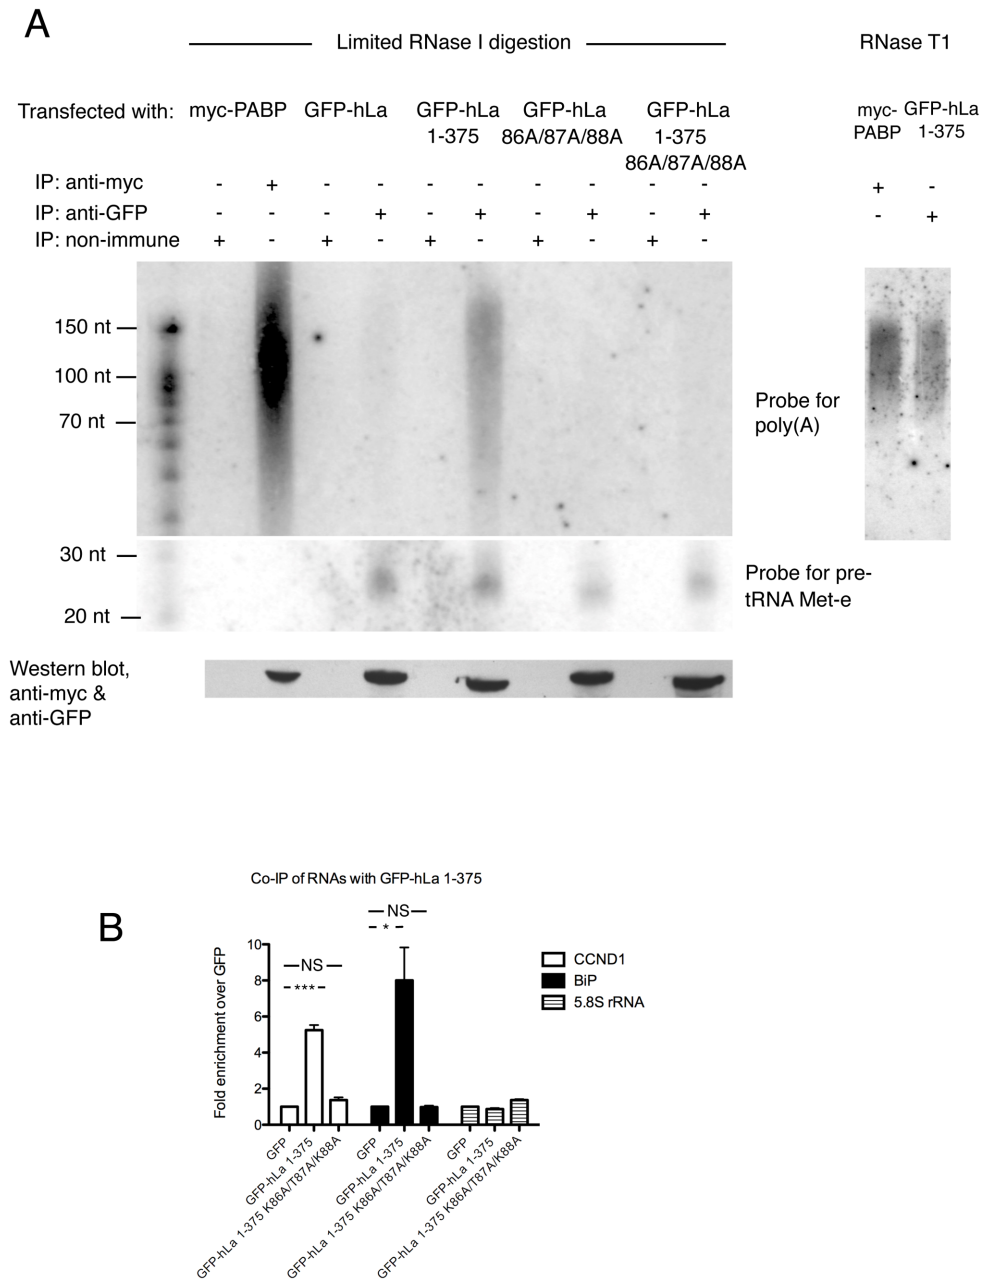 A
Limited RNase I digestion
RNase T1
Transfected with:
myc-PABP
GFP-hLa
GFP-hLa
1-375
GFP-hLa
86A/87A/88A
GFP-hLa
1-375
86A/87A/88A
myc-
PABP
GFP-hLa
1-375
IP: anti-myc - + - - - - - - - - + -
IP: anti-GFP - - - + - + - + - + - +
IP: non-immune + - + - + - + - + -
150 nt
100 nt
70 nt
Probe for
poly(A)
30 nt
20 nt
Probe for pre-
tRNA Met-e
Western blot,
anti-myc &
anti-GFP
B
Co-IP of RNAs with GFP-hLa 1-375
Fold enrichment over GFP
10
8
6
4
2
0
NS
***
NS
*
CCND1
BiP
5.8S rRNA
GFP
GFP-hLa 1-375
GFP-hLa 1-375 K86A/T87A/K88A
GFP
GFP-hLa 1-375
GFP-hLa 1-375 K86A/T87A/K88A
GFP
GFP-hLa 1-375
GFP-hLa 1-375 K86A/T87A/K88A